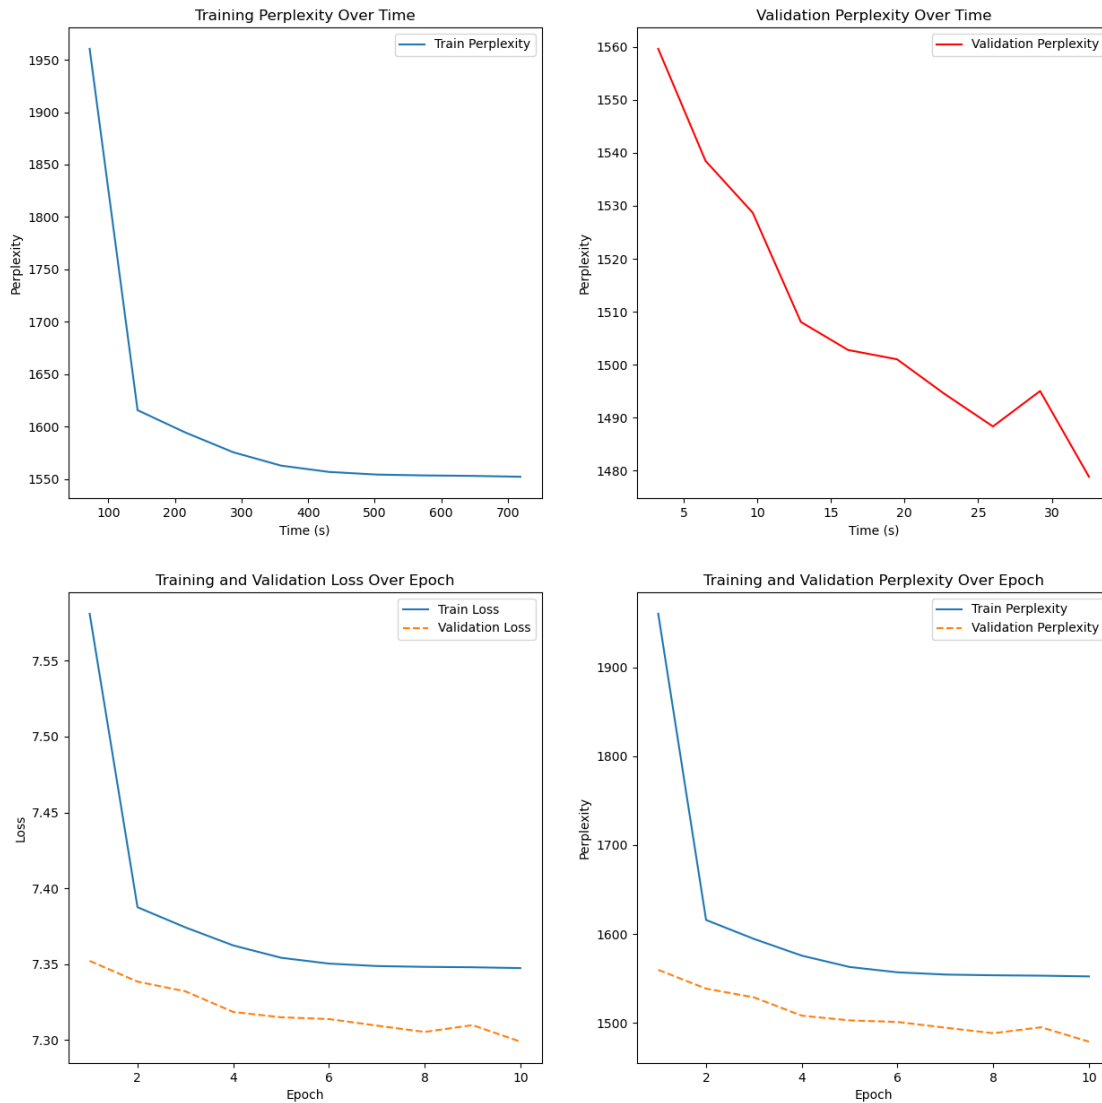 Training Perplexity Over Time
Train Perplexity
1950
1900
1850
1800
1750
1700
1650
1600
1550
Perplexity
100 200 300 400 500 600 700
Time (s)
Validation Perplexity Over Time
Validation Perplexity
1560
1550
1540
1530
1520
1510
1500
1490
1480
Perplexity
5 10 15 20 25 30
Time (s)
Training and Validation Loss Over Epoch
Train Loss
Validation Loss
7.55
7.50
7.45
7.40
7.35
7.30
Loss
2 4 6 8 10
Epoch
Training and Validation Perplexity Over Epoch
Train Perplexity
Validation Perplexity
1900
1800
1700
1600
1500
Perplexity
2 4 6 8 10
Epoch